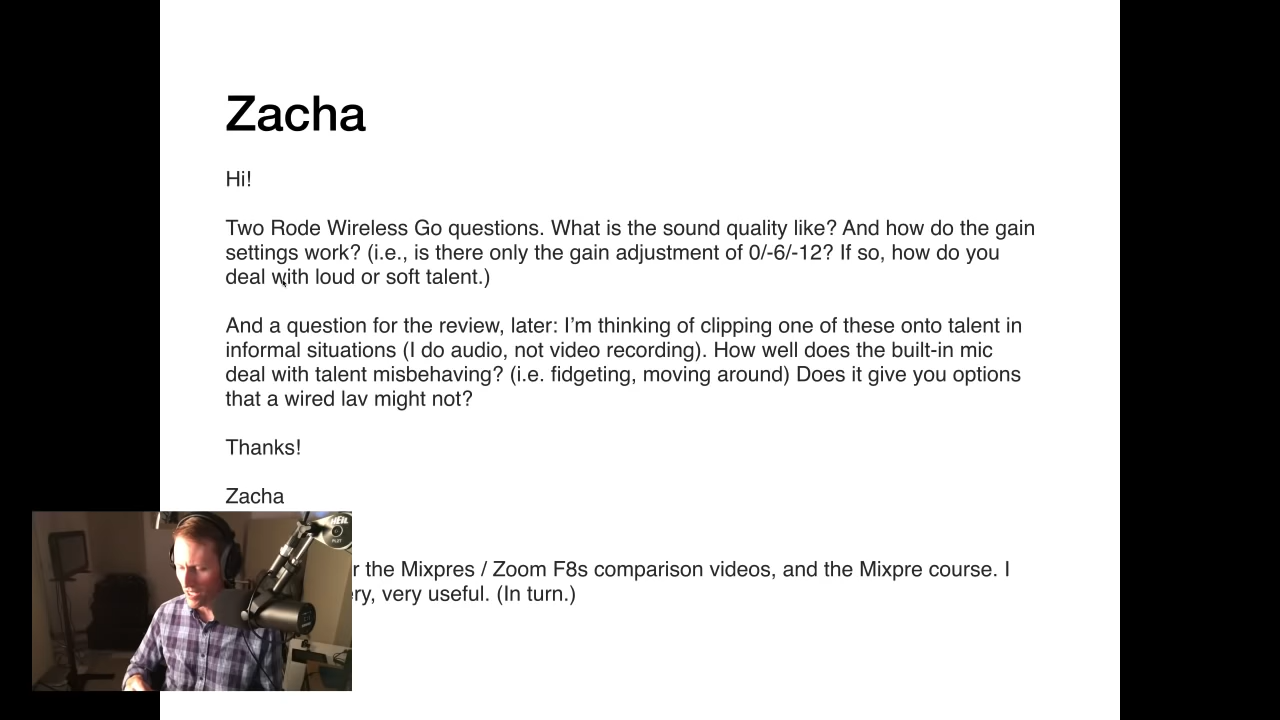 Zacha
Hi!
Two Rode Wireless Go questions. What is the sound quality like? And how do the gain
settings work? (i.e., is there only the gain adjustment of 0/-6/-12? If so, how do you
deal with loud or soft talent.)
And a question for the review, later: I'm thinking of clipping one of these onto talent in
informal situations (I do audio, not video recording). How well does the built-in mic
deal with talent misbehaving? (i.e. fidgeting, moving around) Does it give you options
that a wired lav might not?
Thanks!
Zacha
the Mixpres / Zoom F8s comparison videos, and the Mixpre course. I
very useful. (In turn.)
HEIL